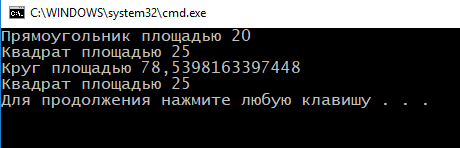 C:\WINDOWS\system32\cmd.exe
Прямоугольник площадью 20
Квадрат площадью 25
Круг площадью 78,5398163397448
Квадрат площадью 25
Для продолжения нажмите любую клавишу . . .